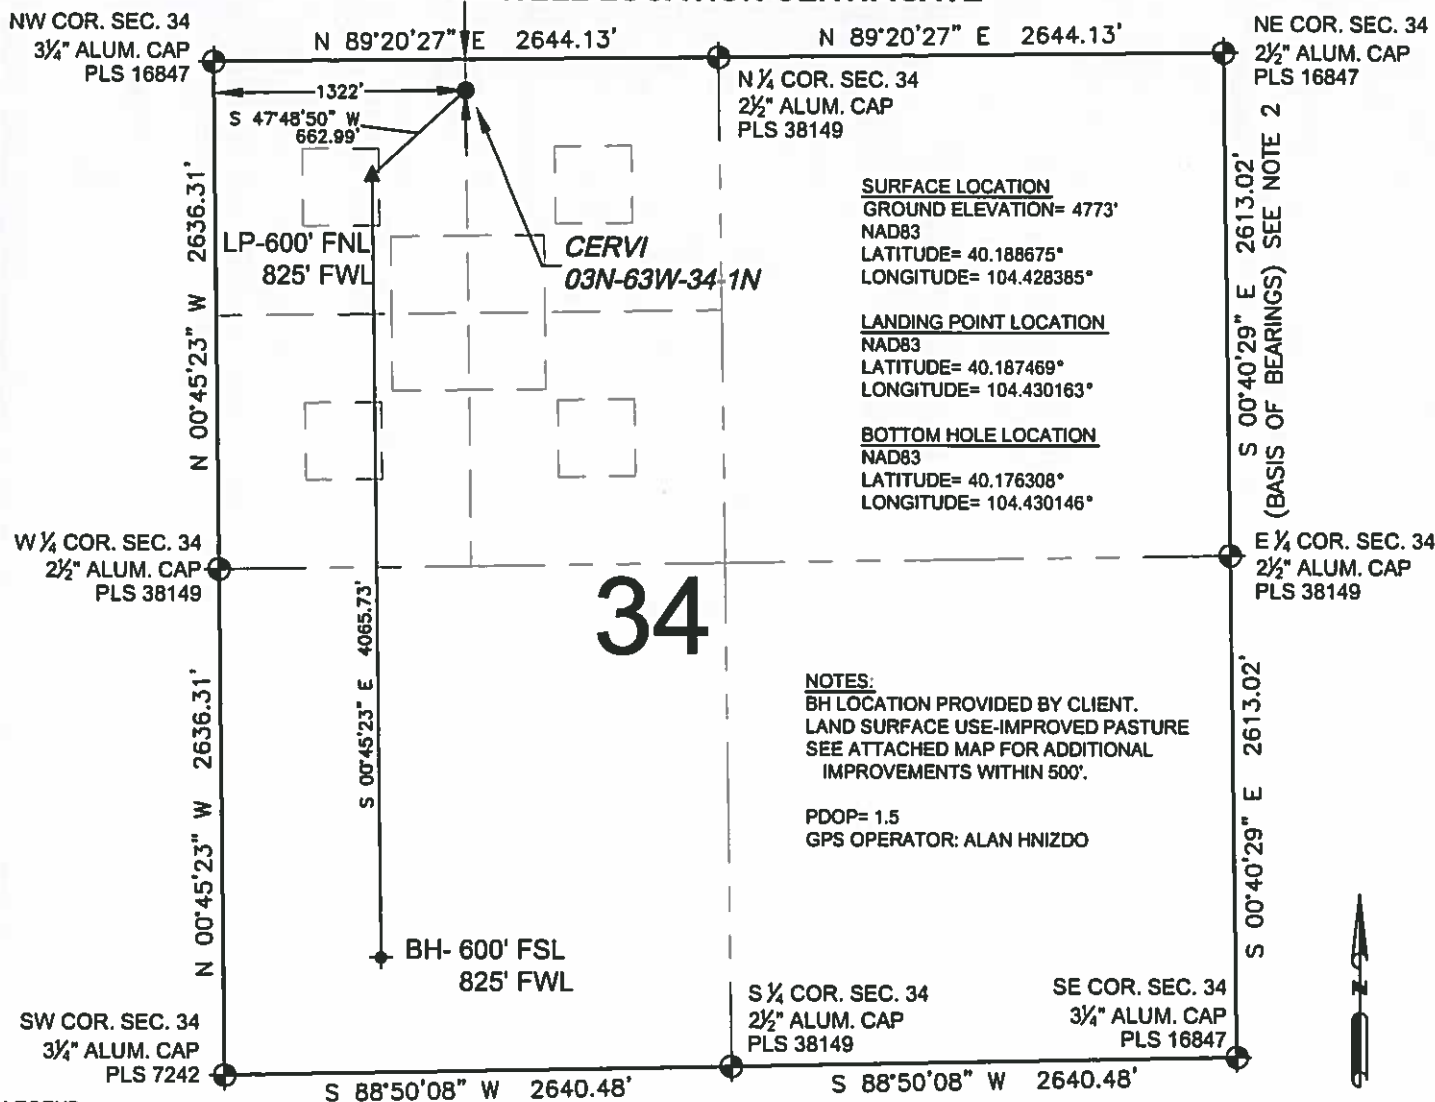 NW COR. SEC. 34
3¼" ALUM. CAP
PLS 16847
N 89°20'27" E 2644.13'
N 89°20'27" E 2644.13'
NE COR. SEC. 34
2½" ALUM. CAP
PLS 16847
1322'
S 47°48'50" W
662.99'
N ¼ COR. SEC. 34
2½" ALUM. CAP
PLS 38149
N 00°45'23" W 2636.31'
LP-600' FNL
825' FWL
CERVI
03N-63W-34-1N
SURFACE LOCATION
GROUND ELEVATION= 4773'
NAD83
LATITUDE= 40.188675°
LONGITUDE= 104.428385°
LANDING POINT LOCATION
NAD83
LATITUDE= 40.187469°
LONGITUDE= 104.430163°
BOTTOM HOLE LOCATION
NAD83
LATITUDE= 40.176308°
LONGITUDE= 104.430146°
S 00°40'29" E 2613.02'
(BASIS OF BEARINGS) SEE NOTE 2
W ¼ COR. SEC. 34
2½" ALUM. CAP
PLS 38149
E ¼ COR. SEC. 34
2½" ALUM. CAP
PLS 38149
34
S 00°45'23" E 4065.73'
N 00°45'23" W 2636.31'
NOTES:
BH LOCATION PROVIDED BY CLIENT.
LAND SURFACE USE-IMPROVED PASTURE
SEE ATTACHED MAP FOR ADDITIONAL
IMPROVEMENTS WITHIN 500'.
PDOP= 1.5
GPS OPERATOR: ALAN HNIZDO
S 00°40'29" E 2613.02'
BH- 600' FSL
825' FWL
N
SW COR. SEC. 34
3¼" ALUM. CAP
PLS 7242
S ¼ COR. SEC. 34
2½" ALUM. CAP
PLS 38149
SE COR. SEC. 34
3¼" ALUM. CAP
PLS 16847
S 88°50'08" W 2640.48'
S 88°50'08" W 2640.48'